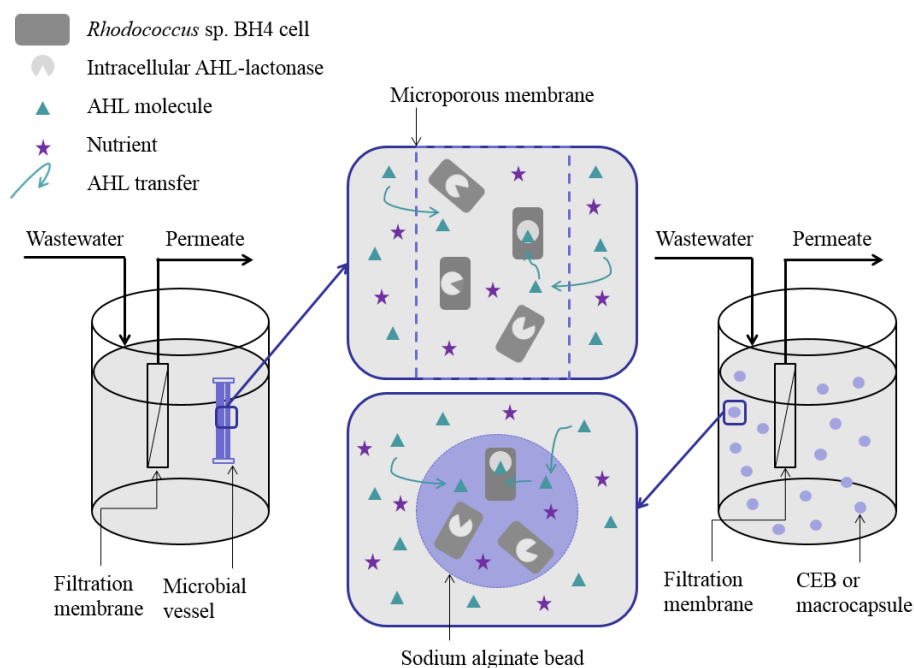 Rhodococcus sp. BH4 cell
Intracellular AHL-lactonase
AHL molecule
Nutrient
AHL transfer
Microporous membrane
Wastewater
Permeate
Filtration
membrane
Microbial
vessel
Sodium alginate bead
Wastewater
Permeate
Filtration
membrane
CEB or
macrocapsule